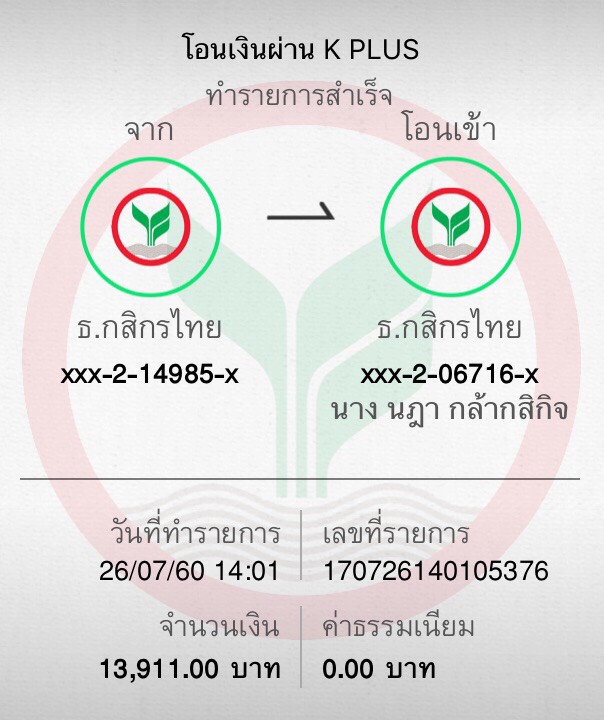 โอนเงินผ่าน K PLUS
ทำรายการสำเร็จ
จาก
โอนเข้า
ธ.กสิกรไทย
ธ.กสิกรไทย
xxx-2-14985-x
xxx-2-06716-x
นาง นฎา กล้ากสิกิจ
วันที่ทำรายการ
เลขที่รายการ
26/07/60 14:01
170726140105376
จำนวนเงิน
ค่าธรรมเนียม
13,911.00 บาท
0.00 บาท